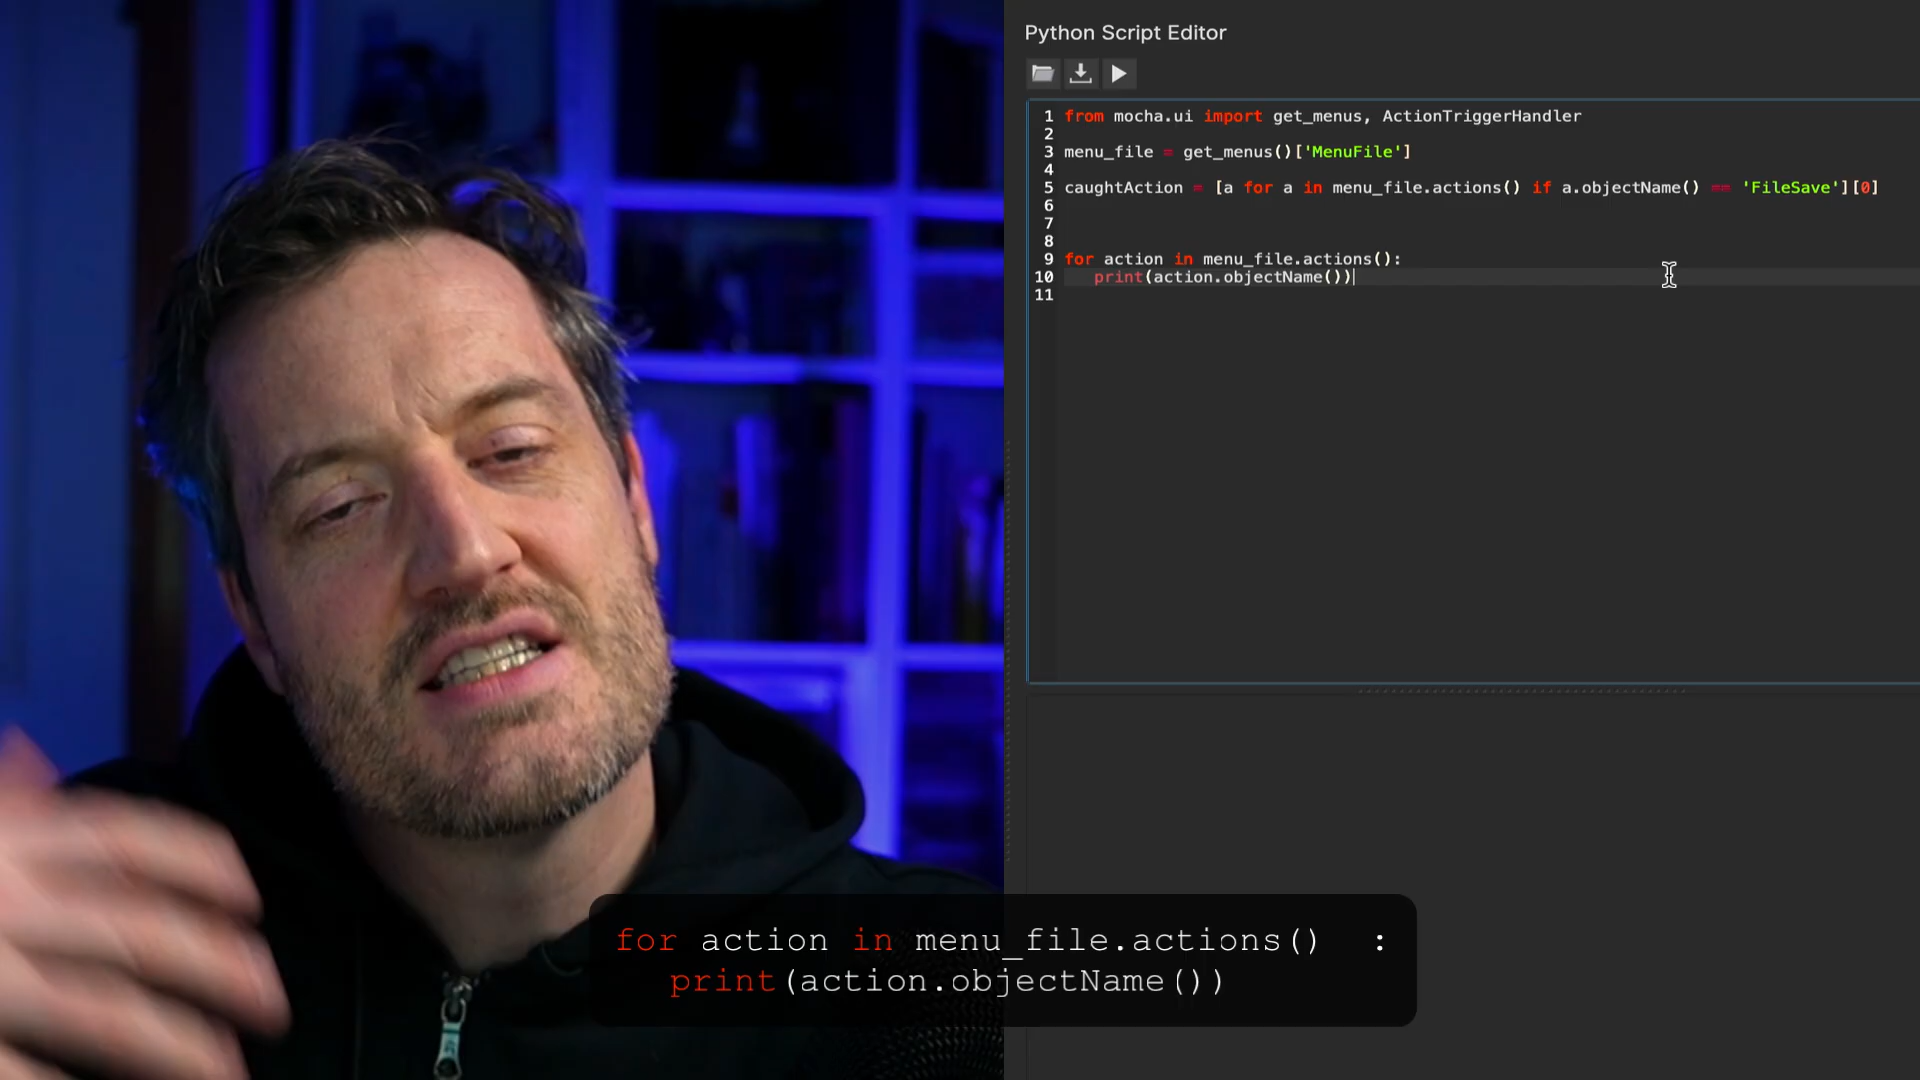 Python Script Editor
1 from mocha.ui import get_menus, ActionTriggerHandler
2
3 menu_file = get_menus()['MenuFile']
4
5 caughtAction = [a for a in menu_file.actions() if a.objectName() == 'FileSave'][0]
6
7
8
9 for action in menu_file.actions():
10 print(action.objectName())
11
for action in menu_file.actions() :
print(action.objectName())